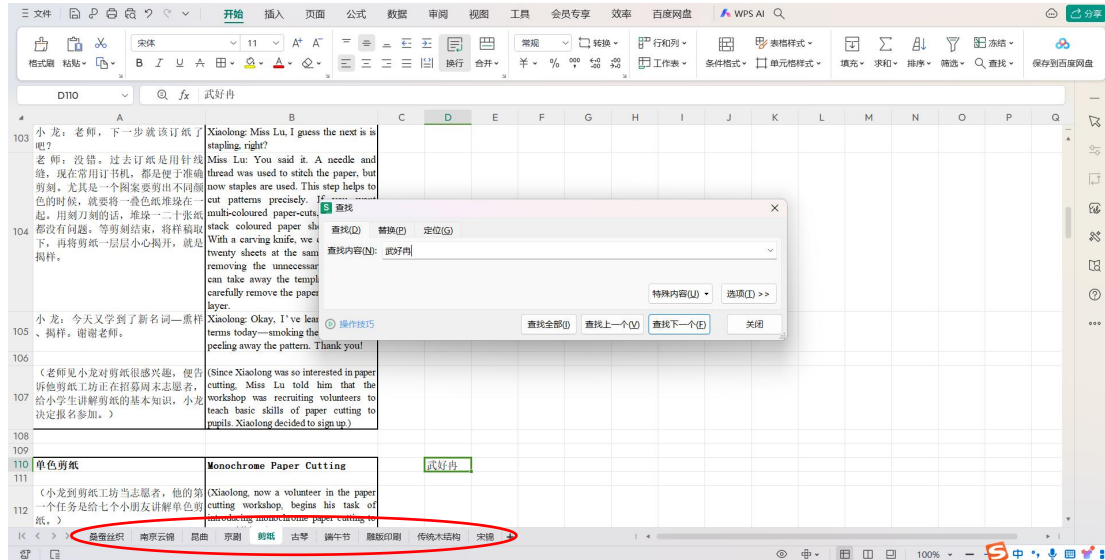 三 文件
开始 插入 页面 公式 数据 审阅 视图 工具 会员专享 效率 百度网盘 WPS AI
分享
格式刷 粘贴 宋体 11 A+ A- 换行 合并 常规 转换 行和列 工作表 条件格式 表格样式 单元格样式 填充 求和 排序 筛选 冻结 查找 保存到百度网盘
B I U A
D110 fx 武好冉
A B C D E F G H I J K L M N O P Q
103
小 龙：老师，下一步就该订纸了
吧？
Xiaolong: Miss Lu, I guess the next is is
stapling, right?
104
老 师：没错。过去订纸是用针线
缝，现在常用订书机，都是便于准确
剪刻。尤其是一个图案要剪出不同颜
色的时候，就要将一叠色纸堆垛在一
起。用刻刀刻的话，堆垛一二十张纸
都没有问题。等剪刻结束，将样稿取
下，再将剪纸一层层小心揭开，就是
揭样。
Miss Lu: You said it. A needle and
thread was used to stitch the paper, but
now staples are used. This step helps to
cut patterns precisely. If you want
multi-coloured paper-cuts,
stack coloured paper
With a carving knife, we
twenty sheets at the
removing the
can take away the
carefully remove the paper
layer.
105
小 龙：今天又学到了新名词—熏样
、揭样。谢谢老师。
Xiaolong: Okay, I've
terms today—smoking the
peeling away the pattern. Thank you!
106
107
（老师见小龙对剪纸很感兴趣，便告
诉他剪纸工坊正在招募周末志愿者，
给小学生讲解剪纸的基本知识，小龙
决定报名参加。）
(Since Xiaolong was so interested in paper
cutting, Miss Lu told him that the
workshop was recruiting volunteers to
teach basic skills of paper cutting to
pupils. Xiaolong decided to sign up.)
108
109
110 单色剪纸 Monochrome Paper Cutting 武好冉
111
112
（小龙到剪纸工坊当志愿者，他的第
一个任务是给七个小朋友讲解单色剪
纸。）
(Xiaolong, now a volunteer in the paper
cutting workshop, begins his task of
introducing monochrome paper cutting to
查找
查找(D) 替换(P) 定位(G)
查找内容(N): 武好冉
特殊内容(U) 选项(T) >>
操作技巧 查找全部(I) 查找上一个(V) 查找下一个(F) 关闭
桑蚕丝织 南京云锦 昆曲 京剧 剪纸 古琴 端午节 雕版印刷 传统木结构 宋锦 +
100% 中